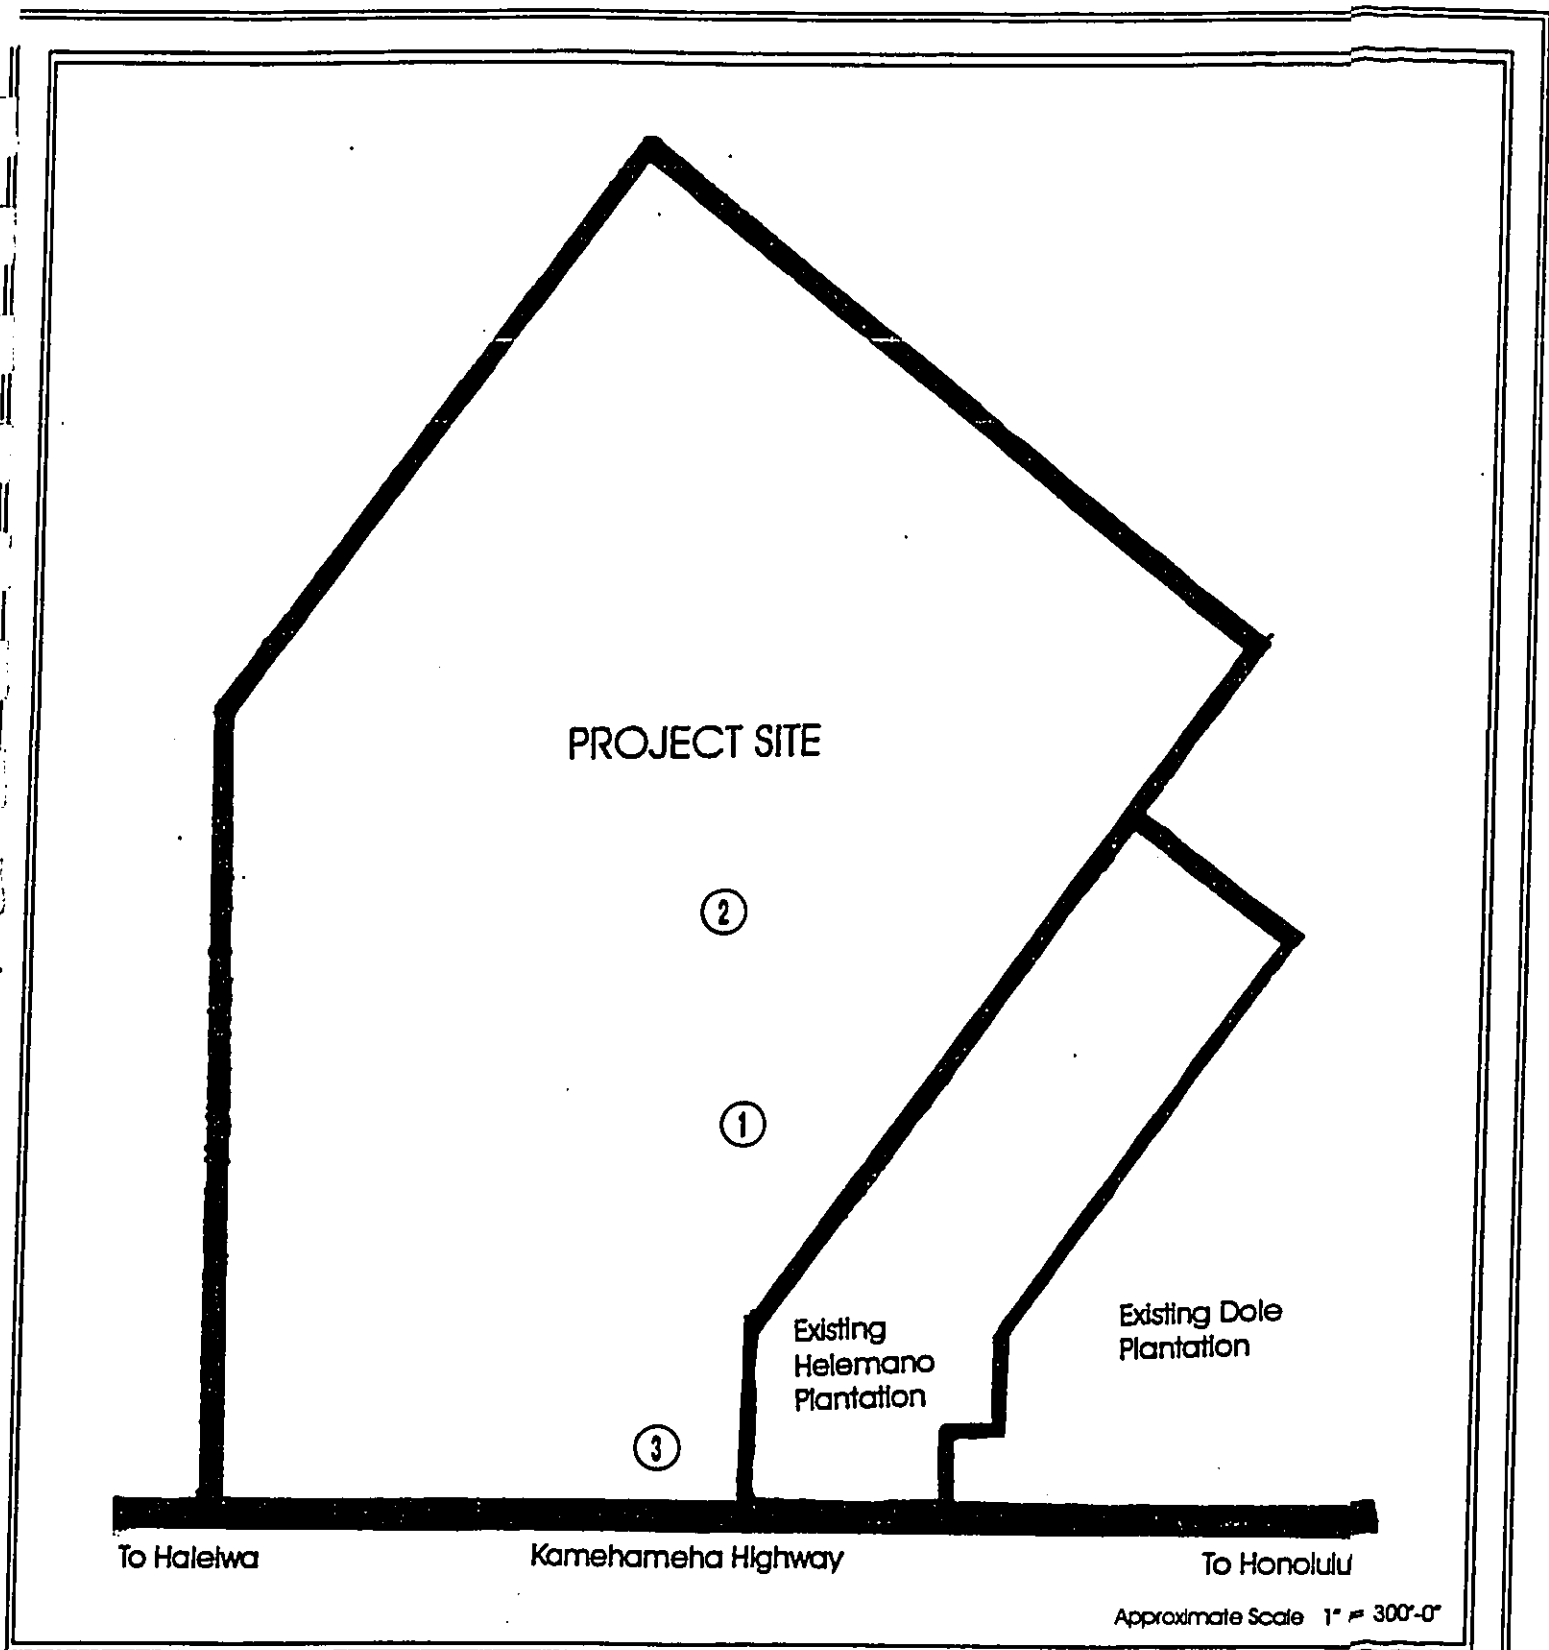 PROJECT SITE
2
1
Existing
Helemano
Plantation
Existing Dole
Plantation
3
To Haleiwa
Kamehameha Highway
To Honolulu
Approximate Scale 1" = 300'-0"